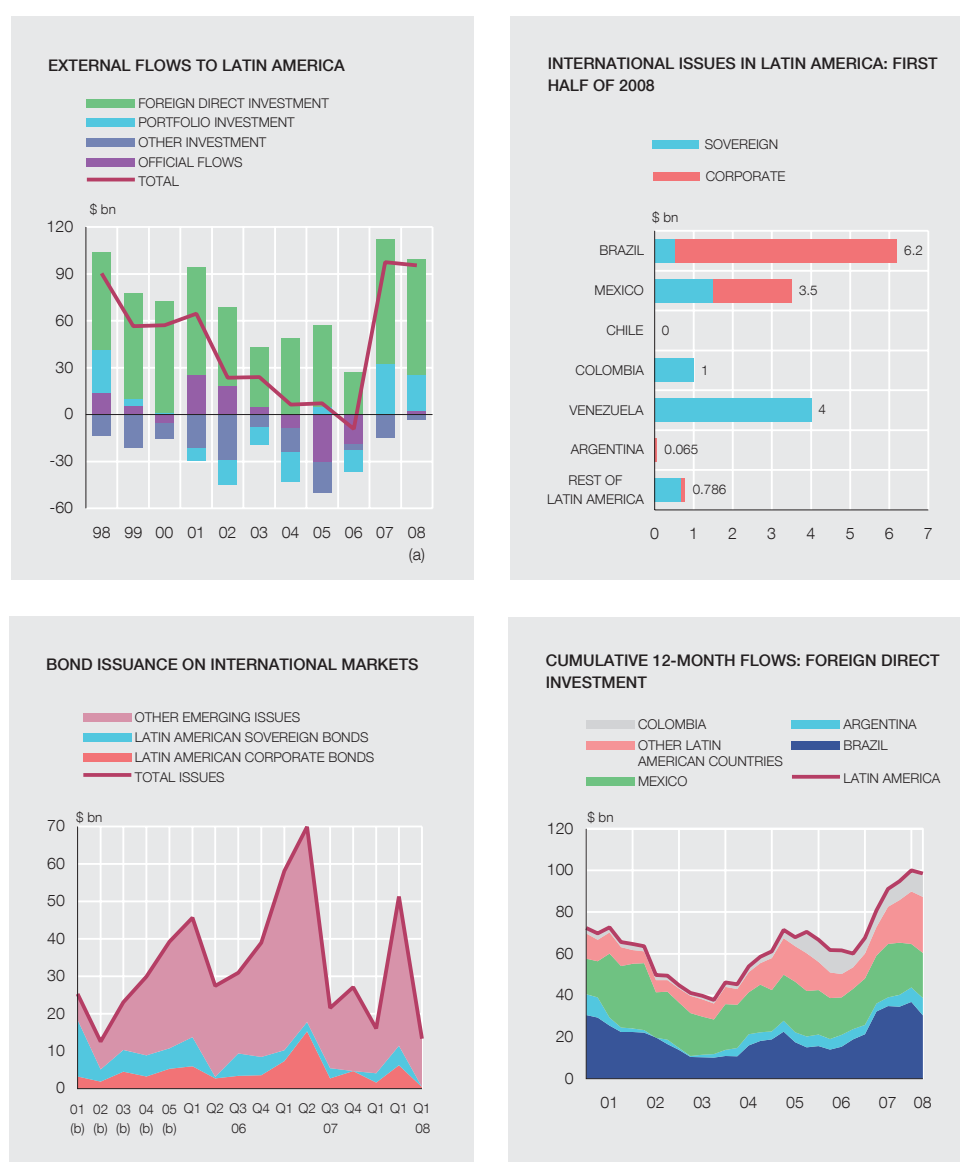 EXTERNAL FLOWS TO LATIN AMERICA
FOREIGN DIRECT INVESTMENT
PORTFOLIO INVESTMENT
OTHER INVESTMENT
OFFICIAL FLOWS
TOTAL
$ bn
120
90
60
30
0
-30
-60
98 99 00 01 02 03 04 05 06 07 08
(a)
INTERNATIONAL ISSUES IN LATIN AMERICA: FIRST
HALF OF 2008
SOVEREIGN
CORPORATE
$ bn
BRAZIL 6.2
MEXICO 3.5
CHILE 0
COLOMBIA 1
VENEZUELA 4
ARGENTINA 0.065
REST OF
LATIN AMERICA 0.786
0 1 2 3 4 5 6 7
BOND ISSUANCE ON INTERNATIONAL MARKETS
OTHER EMERGING ISSUES
LATIN AMERICAN SOVEREIGN BONDS
LATIN AMERICAN CORPORATE BONDS
TOTAL ISSUES
$ bn
70
60
50
40
30
20
10
0
01 02 03 04 05 Q1 Q2 Q3 Q4 Q1 Q2 Q3 Q4 Q1 Q1 Q1
(b) (b) (b) (b) (b) 06 07 08
CUMULATIVE 12-MONTH FLOWS: FOREIGN DIRECT
INVESTMENT
COLOMBIA
OTHER LATIN
AMERICAN COUNTRIES
MEXICO
ARGENTINA
BRAZIL
LATIN AMERICA
$ bn
120
100
80
60
40
20
0
01 02 03 04 05 06 07 08